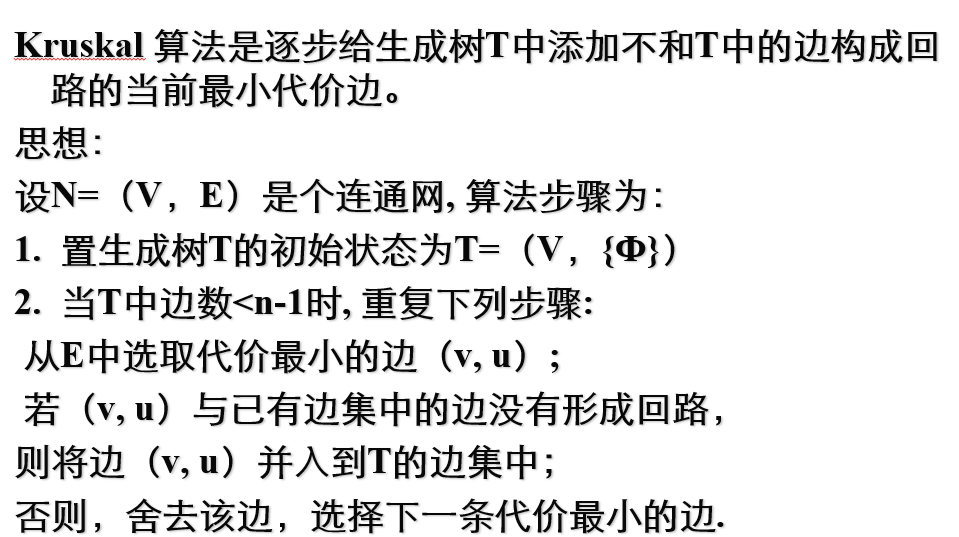 Kruskal 算法是逐步给生成树T中添加不和T中的边构成回
路的当前最小代价边。
思想：
设N=（V，E）是个连通网, 算法步骤为：
1. 置生成树T的初始状态为T=（V，{Φ}）
2. 当T中边数<n-1时, 重复下列步骤:
从E中选取代价最小的边（v, u）;
若（v, u）与已有边集中的边没有形成回路，
则将边（v, u）并入到T的边集中；
否则，舍去该边，选择下一条代价最小的边.